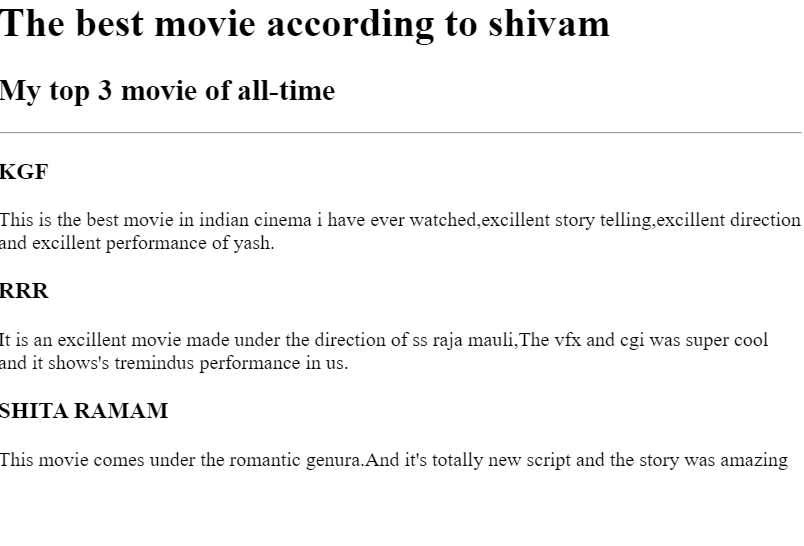 The best movie according to shivam
My top 3 movie of all-time
KGF
This is the best movie in indian cinema i have ever watched,excillent story telling,excillent direction
and excillent performance of yash.
RRR
It is an excillent movie made under the direction of ss raja mauli,The vfx and cgi was super cool
and it shows's tremindus performance in us.
SHITA RAMAM
This movie comes under the romantic genura.And it's totally new script and the story was amazing